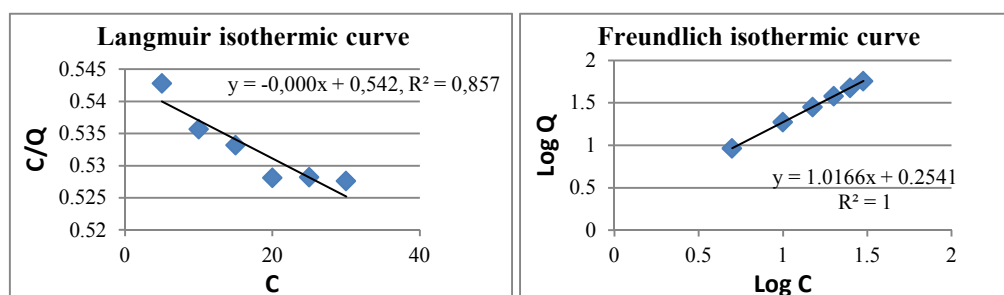 Langmuir isothermic curve
y = -0,000x + 0,542, R² = 0,857
0.545
0.54
0.535
0.53
0.525
0.52
C/Q
0
20
40
C
Freundlich isothermic curve
2
1.5
1
0.5
0
Log Q
y = 1.0166x + 0.2541
R² = 1
0
0.5
1
1.5
2
Log C